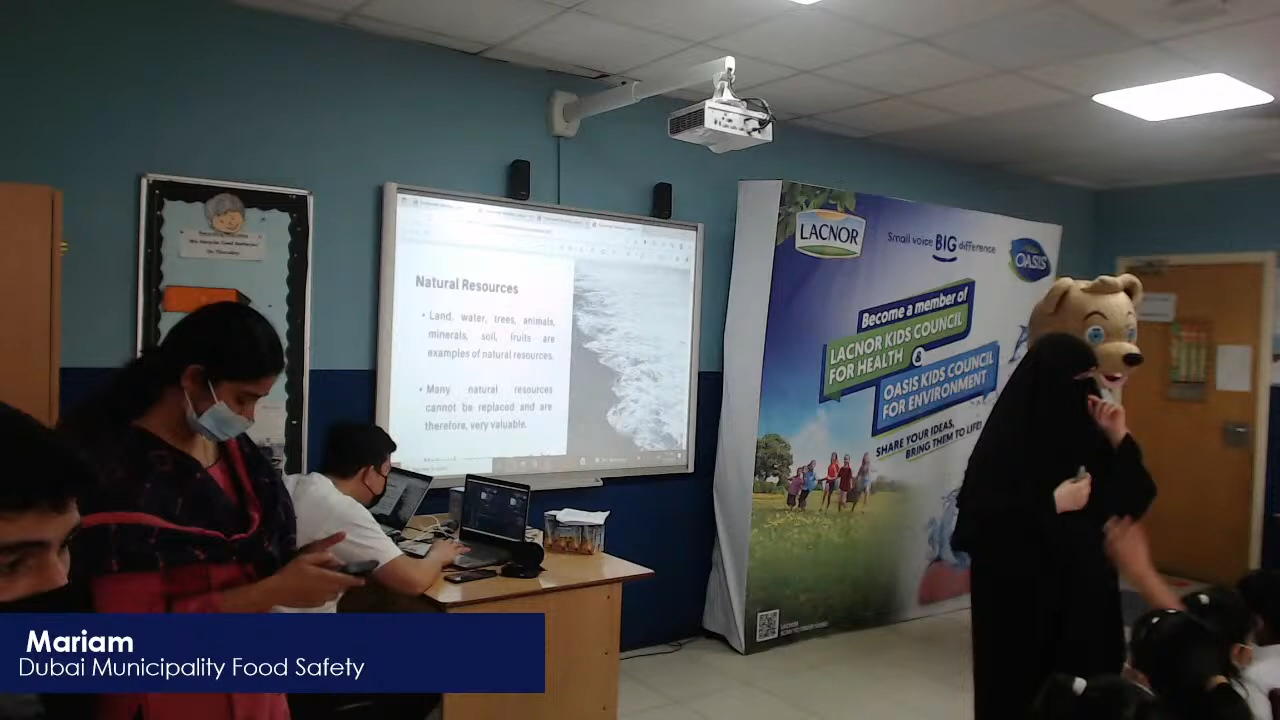 Natural Resources
• Land, water, trees, animals,
minerals, soil, fruits are
examples of natural resources.
• Many natural resources
cannot be replaced and are
therefore, very valuable.
LACNOR
Small voice BIG difference
OASIS
Become a member of
LACNOR KIDS COUNCIL
FOR HEALTH &
OASIS KIDS COUNCIL
FOR ENVIRONMENT
SHARE YOUR IDEAS,
BRING THEM TO LIFE!
Mariam
Dubai Municipality Food Safety